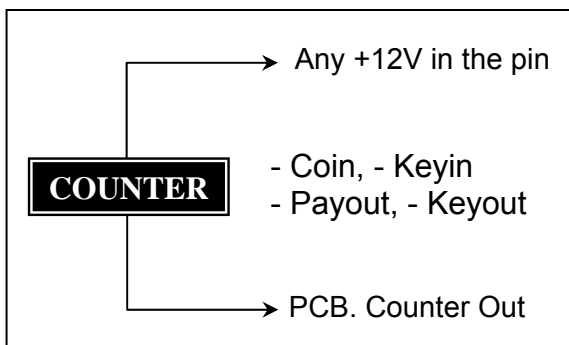 Any +12V in the pin
COUNTER
- Coin, - Keyin
- Payout, - Keyout
PCB. Counter Out